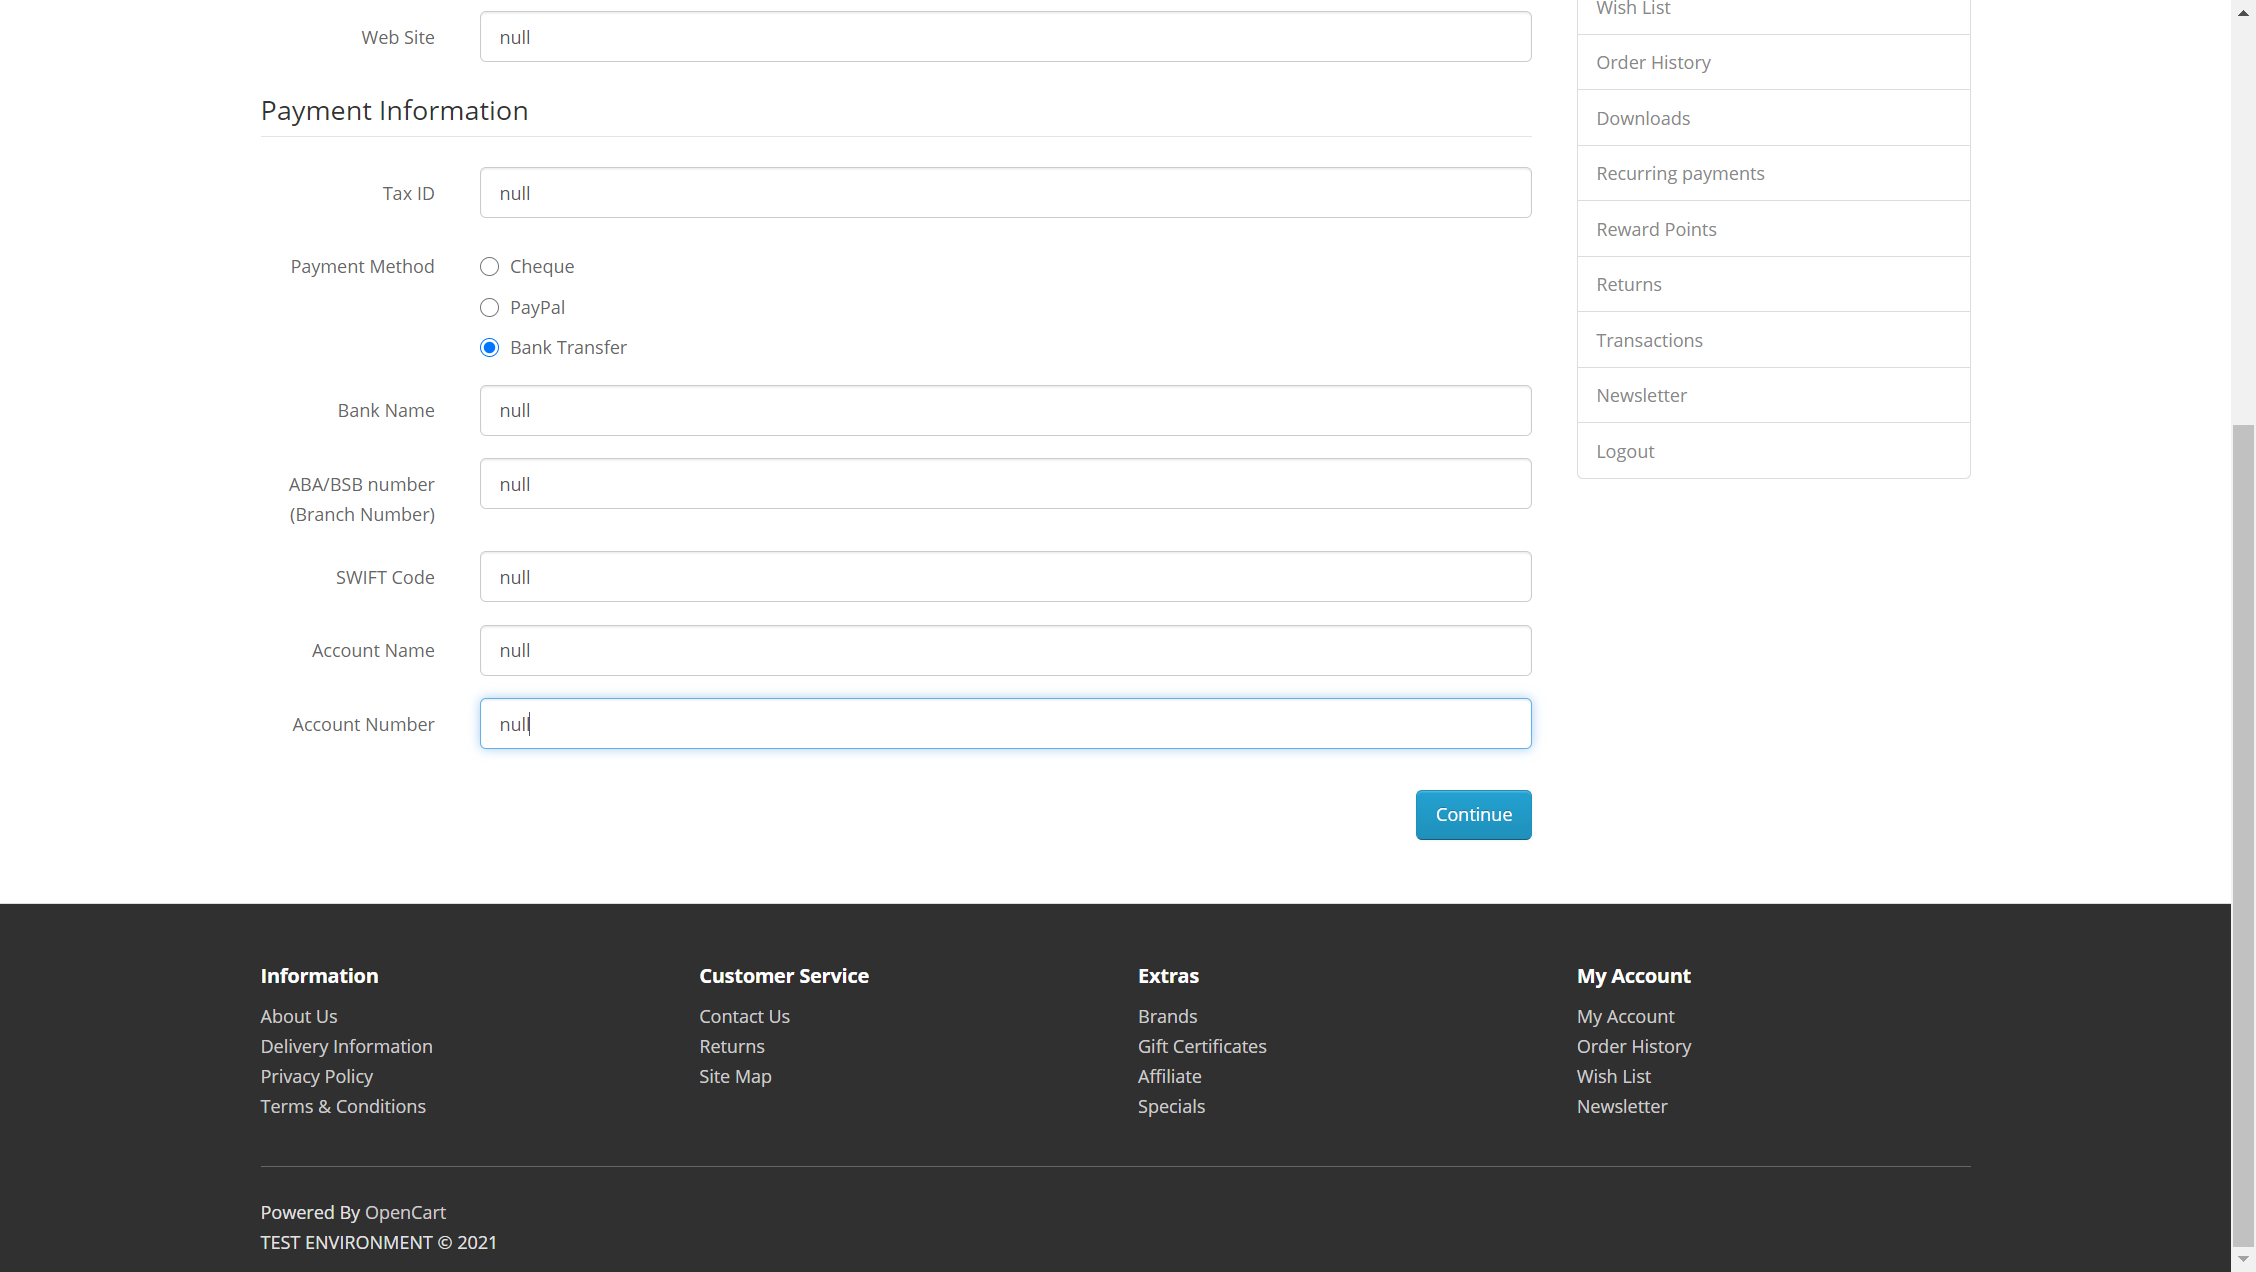 Web Site
null
Payment Information
Tax ID
null
Payment Method
Cheque
PayPal
Bank Transfer
Bank Name
null
ABA/BSB number
(Branch Number)
null
SWIFT Code
null
Account Name
null
Account Number
null
Continue
Wish List
Order History
Downloads
Recurring payments
Reward Points
Returns
Transactions
Newsletter
Logout
Information
About Us
Delivery Information
Privacy Policy
Terms & Conditions
Customer Service
Contact Us
Returns
Site Map
Extras
Brands
Gift Certificates
Affiliate
Specials
My Account
My Account
Order History
Wish List
Newsletter
Powered By OpenCart
TEST ENVIRONMENT © 2021